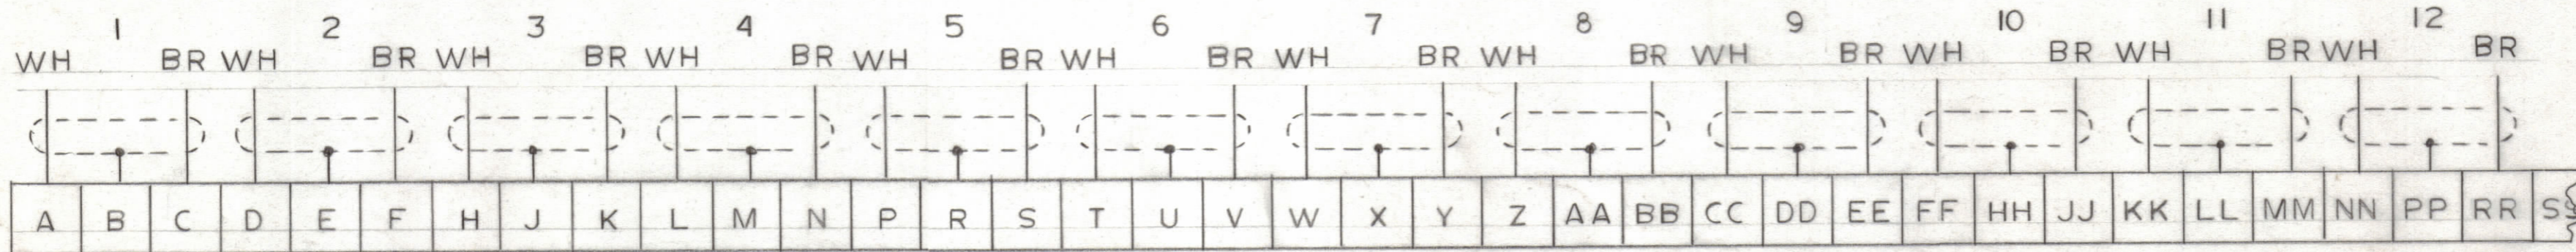 1 2 3 4 5 6 7 8 9 10 11 12
WH BR WH BR WH BR WH BR WH BR WH BR WH BR WH BR WH BR WH BR WH BR WH BR
A B C D E F H J K L M N P R S T U V W X Y Z AA BB CC DD EE FF HH JJ KK LL MM NN PP RR